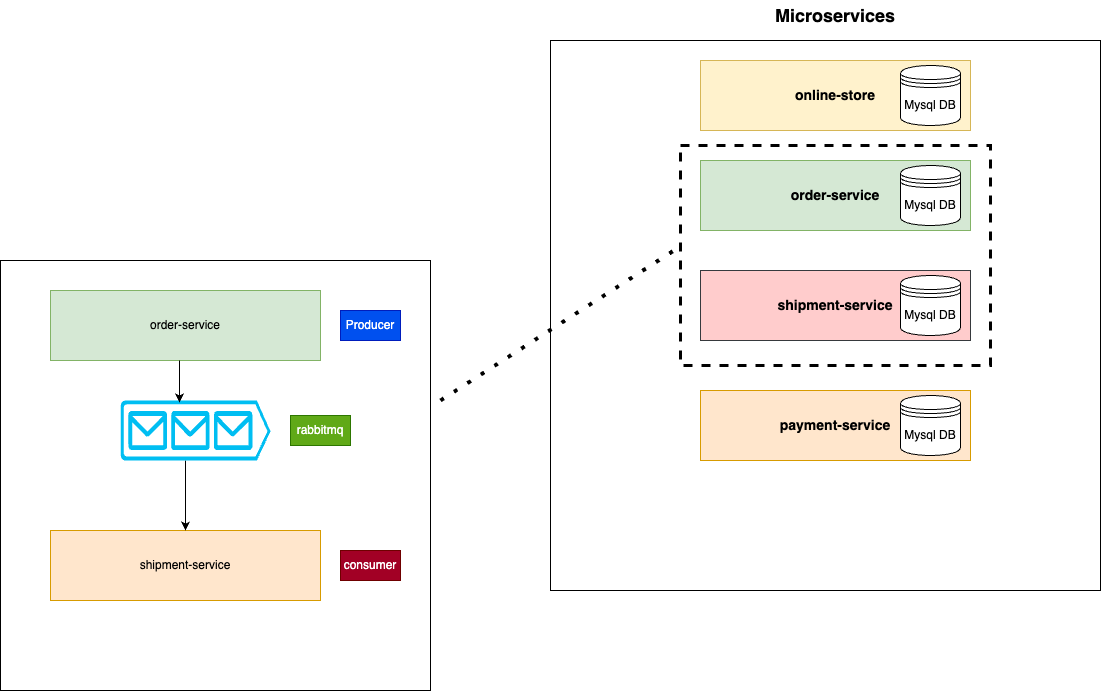 Microservices
online-store
Mysql DB
order-service
Mysql DB
shipment-service
Mysql DB
payment-service
Mysql DB
order-service
Producer
rabbitmq
shipment-service
consumer